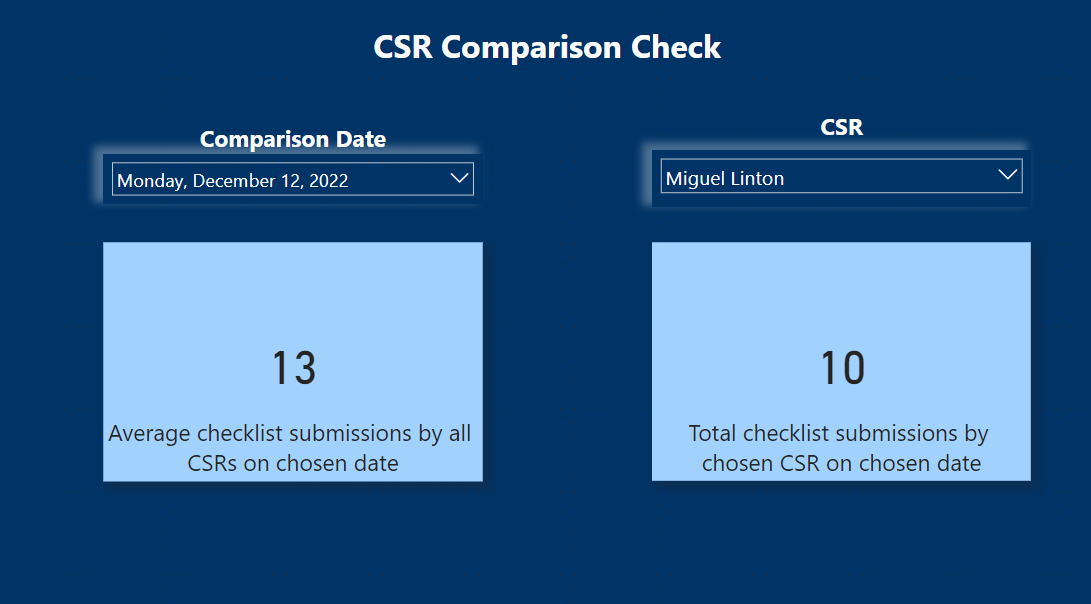 CSR Comparison Check
Comparison Date
Monday, December 12, 2022
CSR
Miguel Linton
13
Average checklist submissions by all
CSRs on chosen date
10
Total checklist submissions by
chosen CSR on chosen date